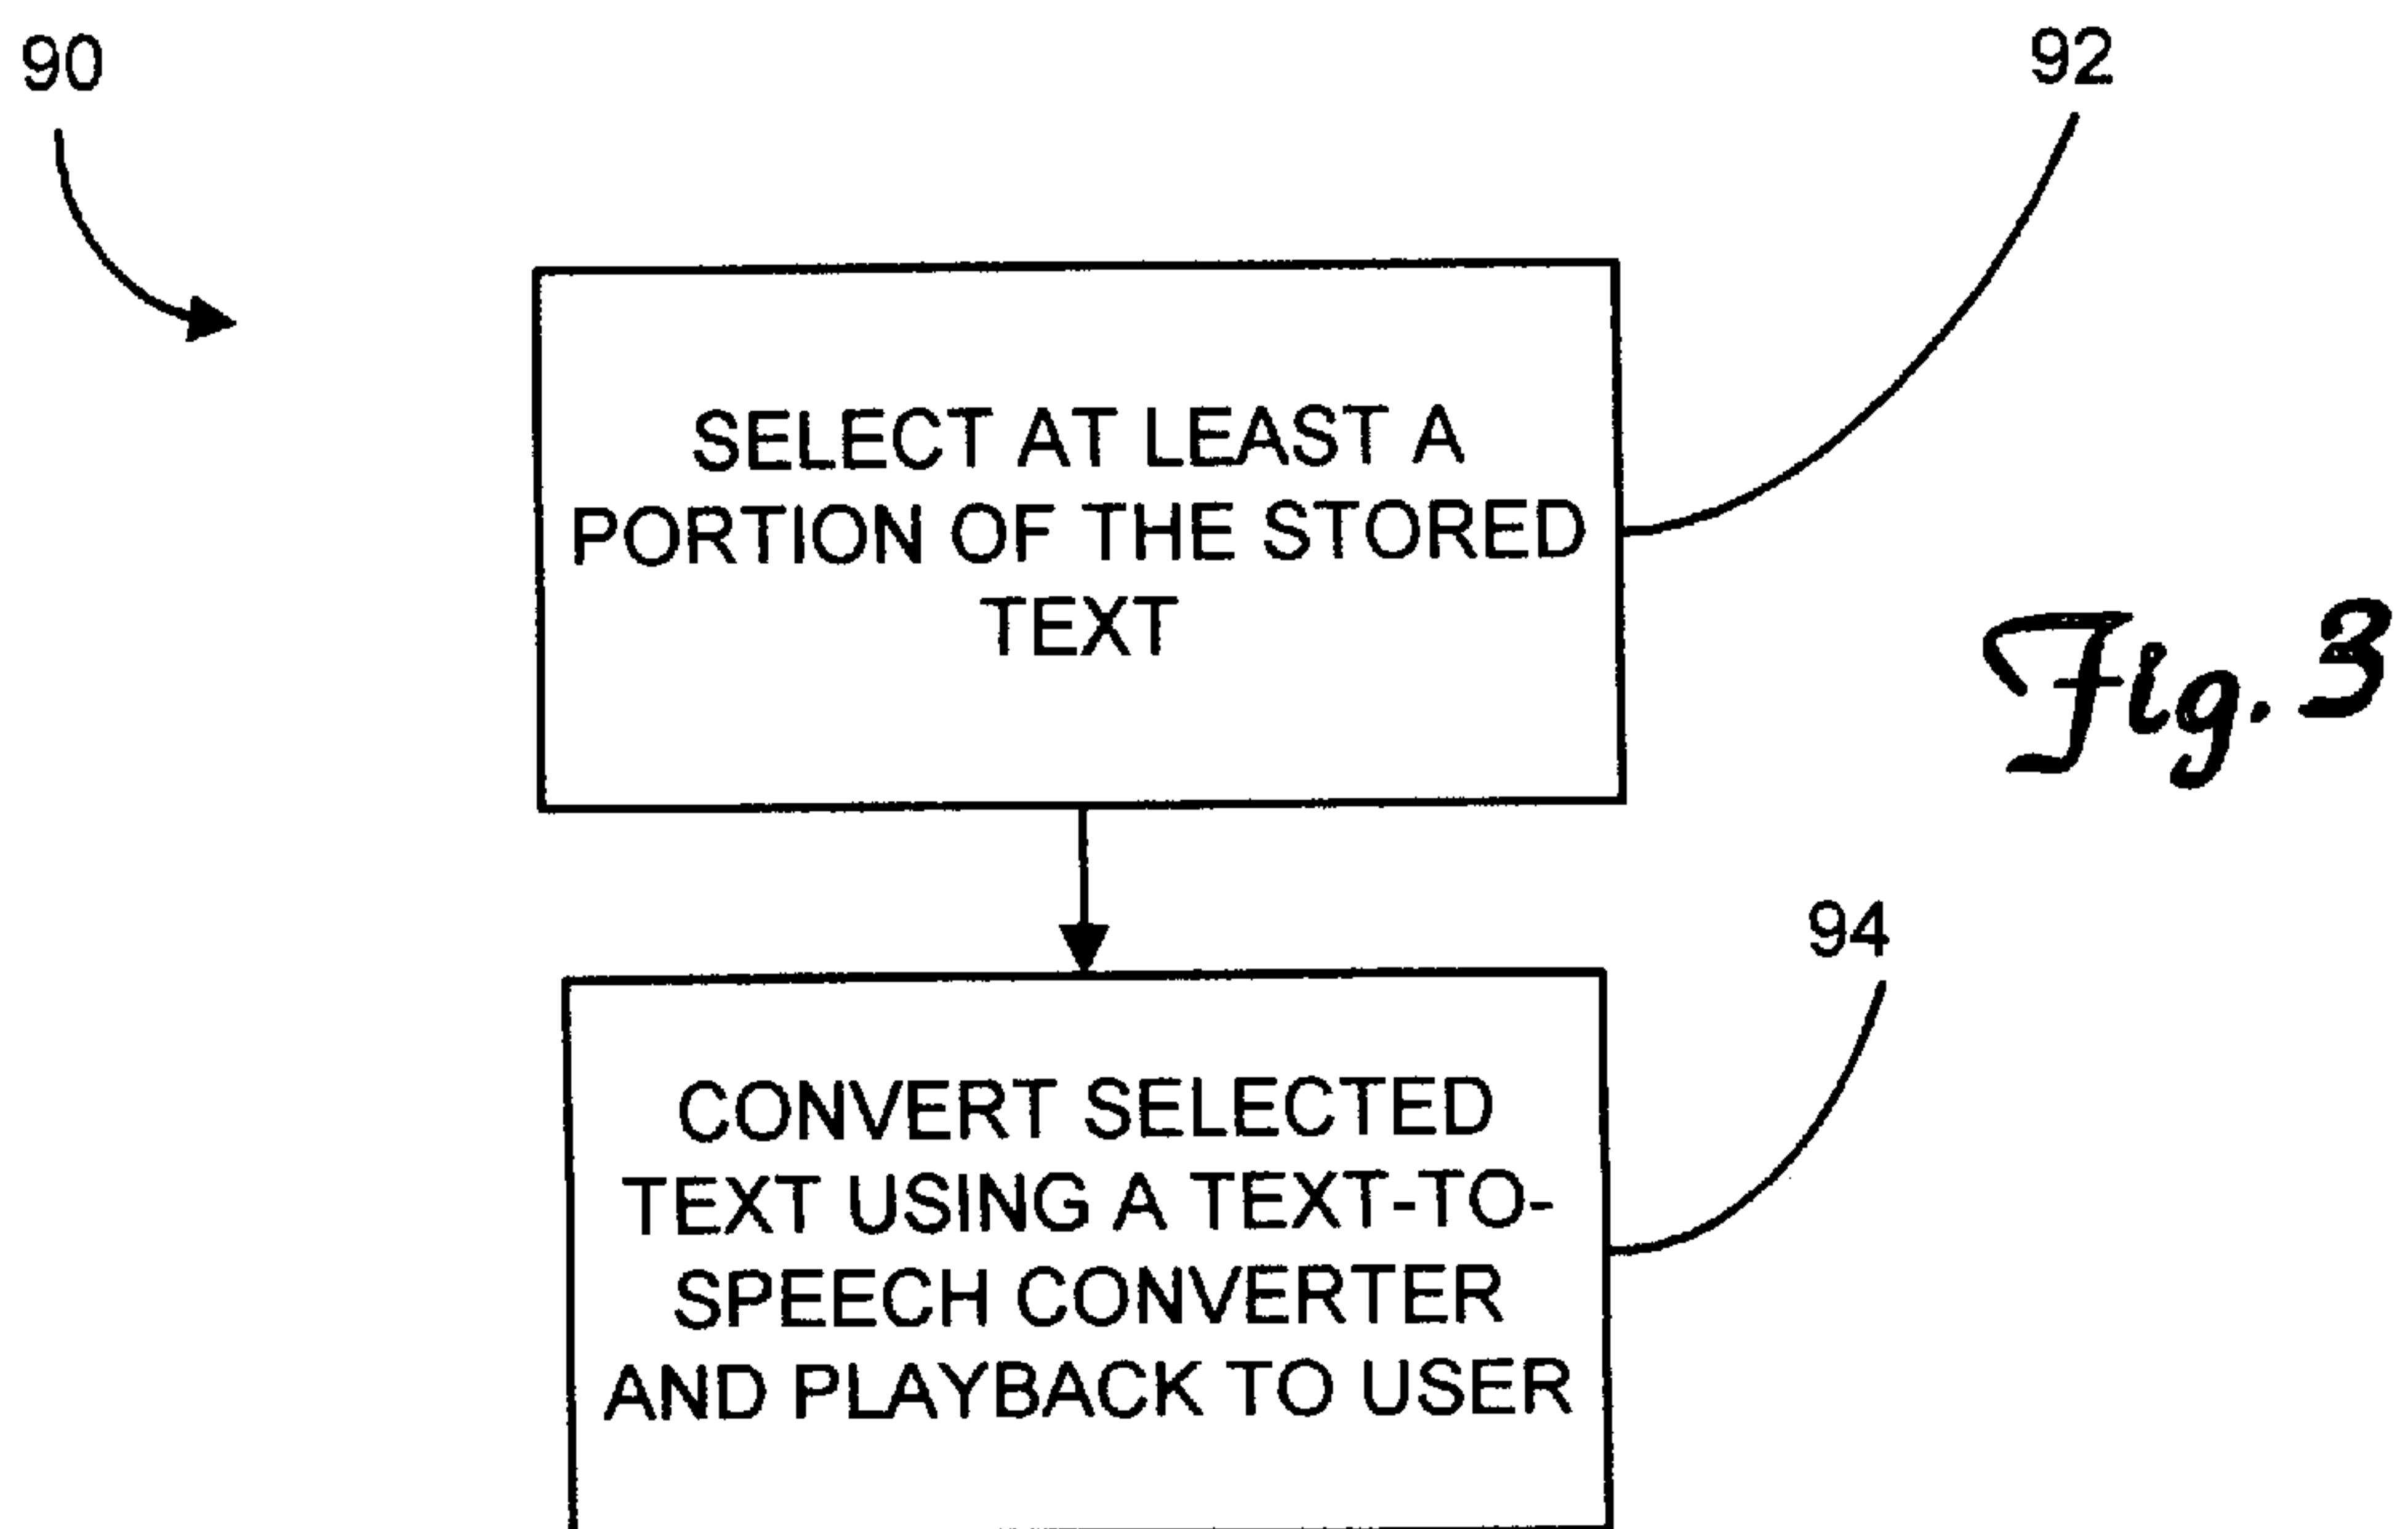 90
92
SELECT AT LEAST A
PORTION OF THE STORED
TEXT
Fig. 3
94
CONVERT SELECTED
TEXT USING A TEXT-TO-
SPEECH CONVERTER
AND PLAYBACK TO USER